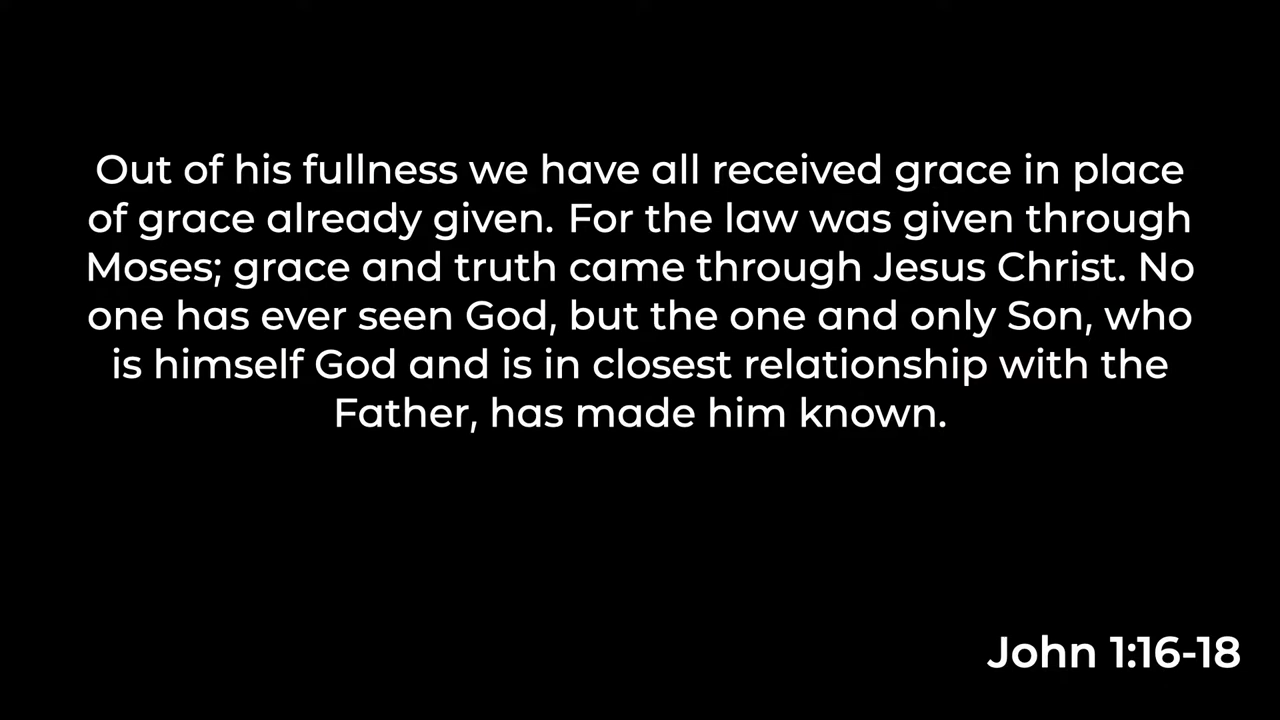 Out of his fullness we have all received grace in place
of grace already given. For the law was given through
Moses; grace and truth came through Jesus Christ. No
one has ever seen God, but the one and only Son, who
is himself God and is in closest relationship with the
Father, has made him known.
John 1:16-18